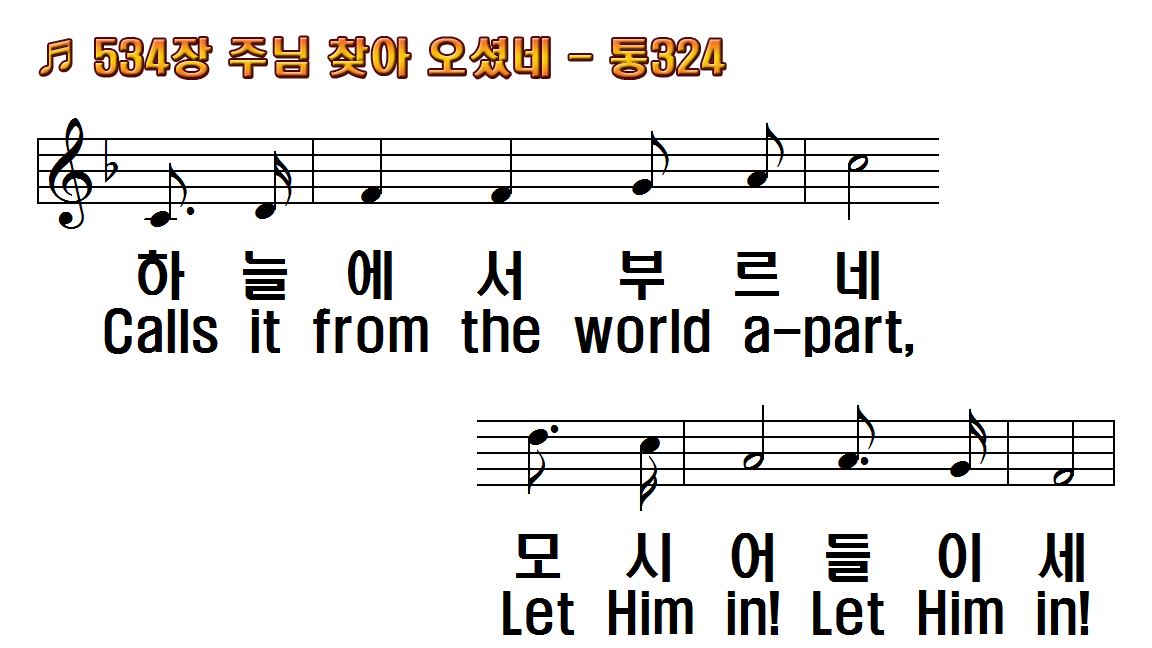 ♬ 534장 주님 찾아 오셨네 - 통324
하 늘 에 서 부 르 네
Calls it from the world a-part,
모 시 어 들 이 세
Let Him in! Let Him in!